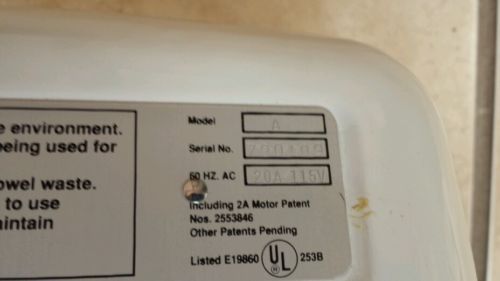 e environment.
being used for
owel waste.
to use
aintain
Model A
Serial No.
60 HZ. AC 20A 115V
Including 2A Motor Patent
Nos. 2553846
Other Patents Pending
Listed E19860 UL 253B